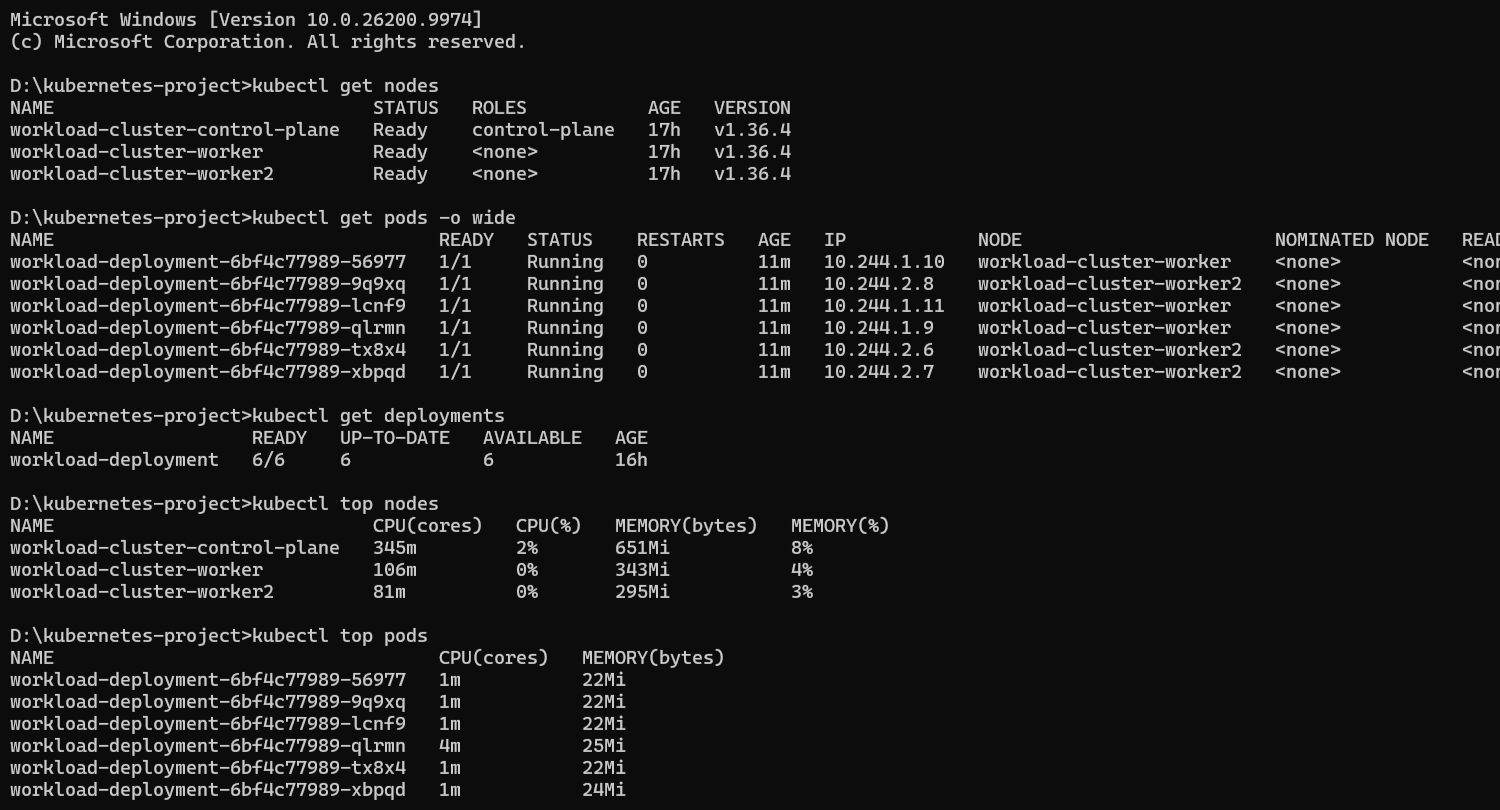 Microsoft Windows [Version 10.0.26200.9974]
(c) Microsoft Corporation. All rights reserved.
D:\kubernetes-project>kubectl get nodes
NAME                             STATUS   ROLES           AGE   VERSION
workload-cluster-control-plane   Ready    control-plane   17h   v1.36.4
workload-cluster-worker          Ready    <none>          17h   v1.36.4
workload-cluster-worker2         Ready    <none>          17h   v1.36.4
D:\kubernetes-project>kubectl get pods -o wide
NAME                                   READY   STATUS    RESTARTS   AGE   IP            NODE                       NOMINATED NODE   READ
workload-deployment-6bf4c77989-56977   1/1     Running   0          11m   10.244.1.10   workload-cluster-worker    <none>           <non
workload-deployment-6bf4c77989-9q9xq   1/1     Running   0          11m   10.244.2.8    workload-cluster-worker2   <none>           <non
workload-deployment-6bf4c77989-lcnf9   1/1     Running   0          11m   10.244.1.11   workload-cluster-worker    <none>           <non
workload-deployment-6bf4c77989-qlrmn   1/1     Running   0          11m   10.244.1.9    workload-cluster-worker    <none>           <non
workload-deployment-6bf4c77989-tx8x4   1/1     Running   0          11m   10.244.2.6    workload-cluster-worker2   <none>           <non
workload-deployment-6bf4c77989-xbpqd   1/1     Running   0          11m   10.244.2.7    workload-cluster-worker2   <none>           <non
D:\kubernetes-project>kubectl get deployments
NAME                  READY   UP-TO-DATE   AVAILABLE   AGE
workload-deployment   6/6     6            6           16h
D:\kubernetes-project>kubectl top nodes
NAME                             CPU(cores)   CPU(%)   MEMORY(bytes)   MEMORY(%)
workload-cluster-control-plane   345m         2%       651Mi           8%
workload-cluster-worker          106m         0%       343Mi           4%
workload-cluster-worker2         81m          0%       295Mi           3%
D:\kubernetes-project>kubectl top pods
NAME                                   CPU(cores)   MEMORY(bytes)
workload-deployment-6bf4c77989-56977   1m           22Mi
workload-deployment-6bf4c77989-9q9xq   1m           22Mi
workload-deployment-6bf4c77989-lcnf9   1m           22Mi
workload-deployment-6bf4c77989-qlrmn   4m           25Mi
workload-deployment-6bf4c77989-tx8x4   1m           22Mi
workload-deployment-6bf4c77989-xbpqd   1m           24Mi